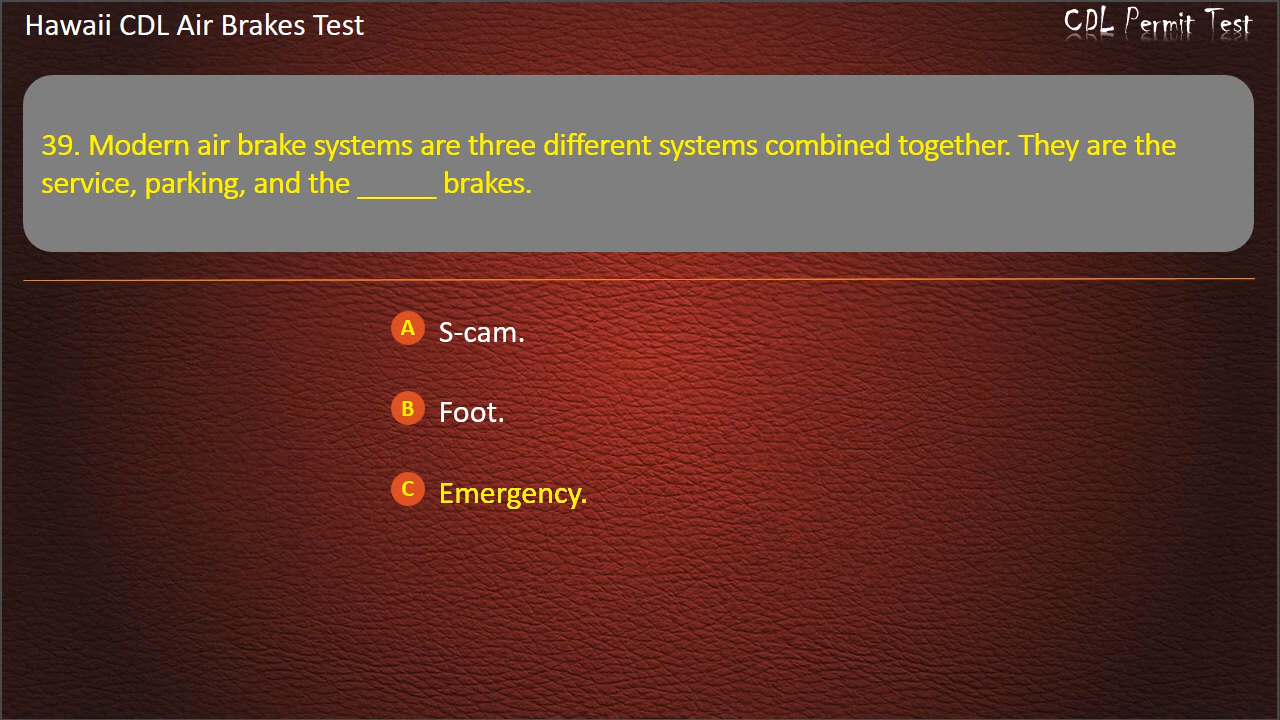 Hawaii CDL Air Brakes Test
CDL Permit Test
39. Modern air brake systems are three different systems combined together. They are the
service, parking, and the _____ brakes.
A S-cam.
B Foot.
C Emergency.